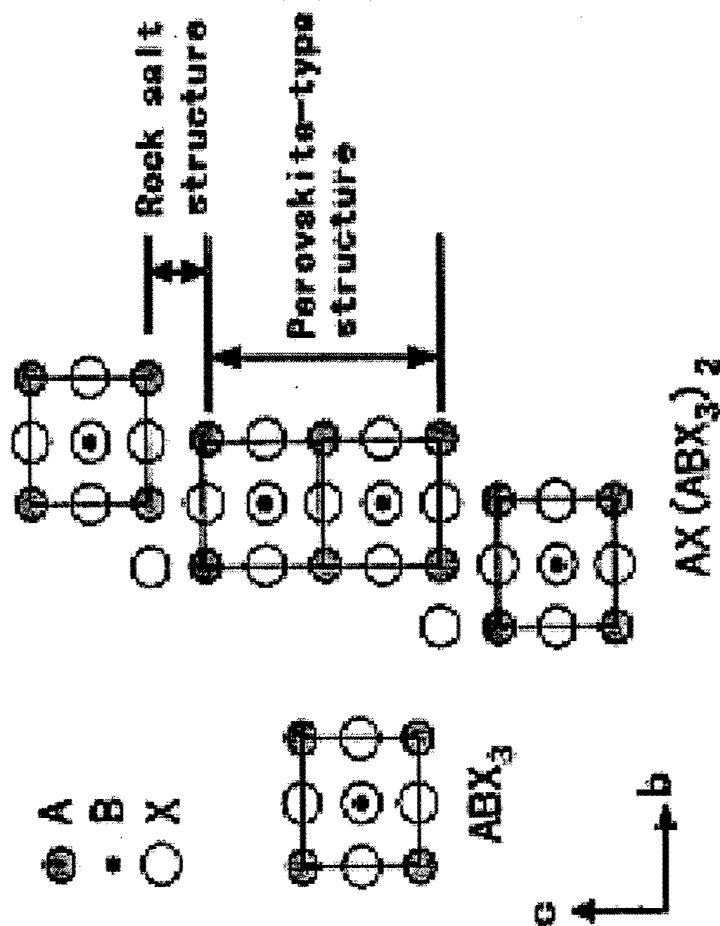 A
B
X
ABX3
c
b
AX(ABX3)2
Rock salt
structure
Perovskite-type
structure